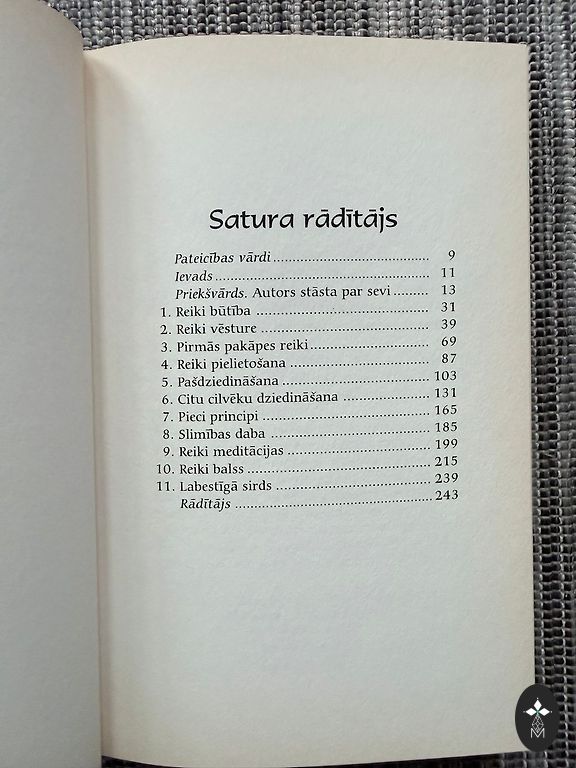 Satura rādītājs
Pateicības vārdi ........ 9
Ievads ........ 11
Priekšvārds. Autors stāsta par sevi ........ 13
1. Reiki būtība ........ 31
2. Reiki vēsture ........ 39
3. Pirmās pakāpes reiki ........ 69
4. Reiki pielietošana ........ 87
5. Pašdziedināšana ........ 103
6. Citu cilvēku dziedināšana ........ 131
7. Pieci principi ........ 165
8. Slimības daba ........ 185
9. Reiki meditācijas ........ 199
10. Reiki balss ........ 215
11. Labestīgā sirds ........ 239
Rādītājs ........ 243